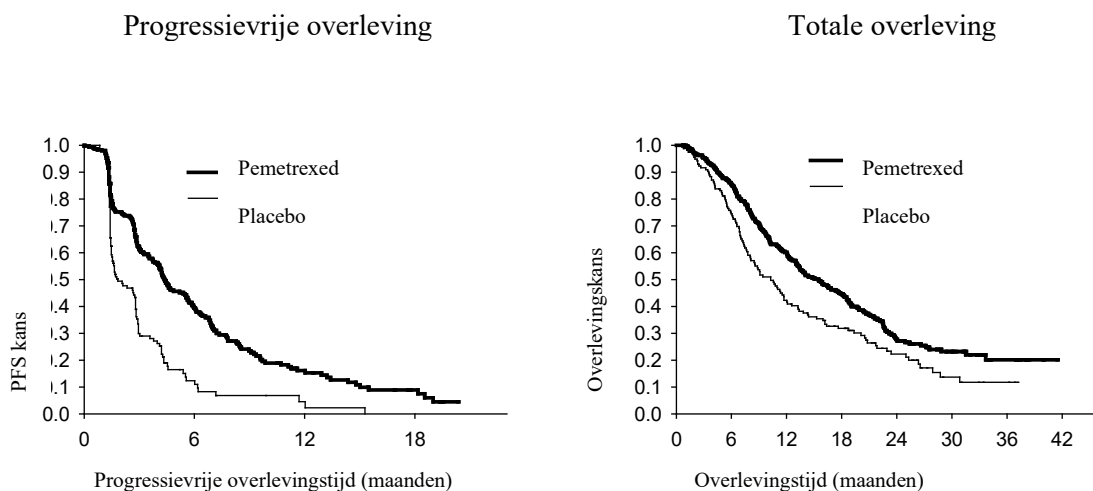 Progressievrije overleving
Totale overleving
1.0
0.9
0.8
0.7
0.6
0.5
0.4
0.3
0.2
0.1
0.0
PFS kans
Pemetrexed
Placebo
0 6 12 18
Progressievrije overlevingstijd (maanden)
1.0
0.9
0.8
0.7
0.6
0.5
0.4
0.3
0.2
0.1
0.0
Overlevingskans
Pemetrexed
Placebo
0 6 12 18 24 30 36 42
Overlevingstijd (maanden)